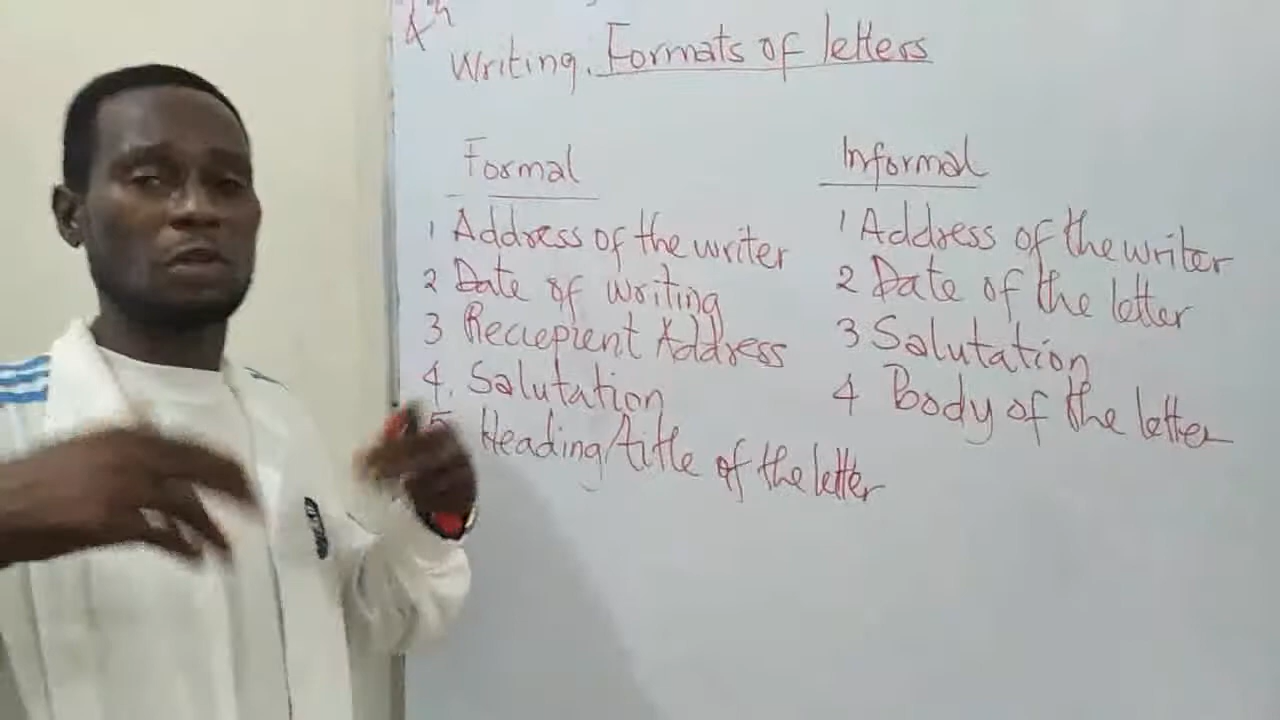 Writing. Formats of letters
Formal
1 Address of the writer
2 Date of writing
3 Reciepient Address
4. Salutation
5 Heading/title of the letter
Informal
1 Address of the writer
2 Date of the letter
3 Salutation
4 Body of the letter